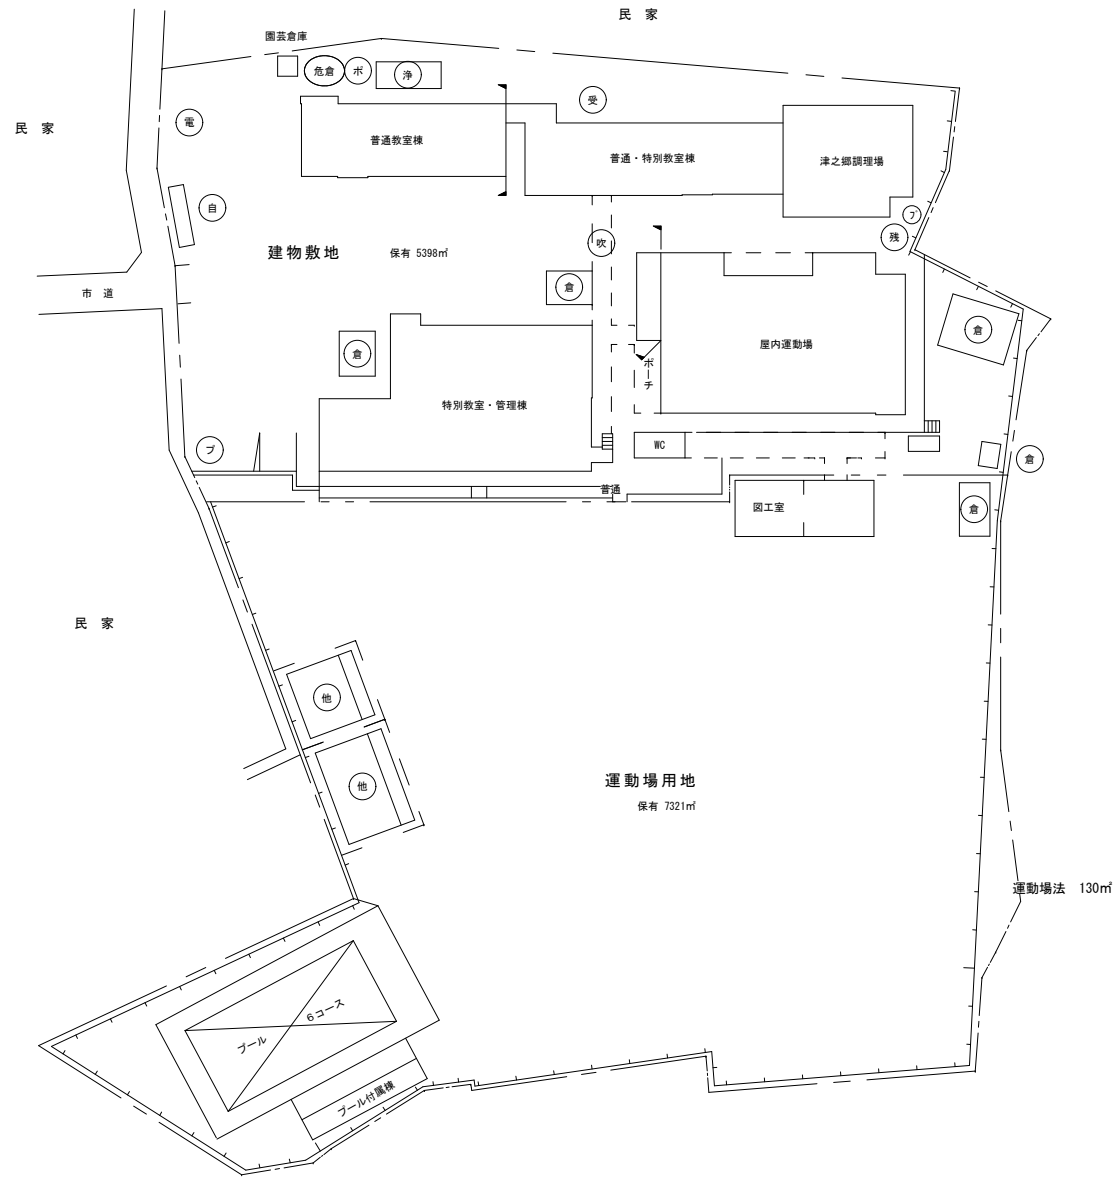 民 家
園芸倉庫
危倉
ポ
浄
受
電
民 家
普通教室棟
普通・特別教室棟
津之郷調理場
自
プ
残
吹
建物敷地
保有 5398㎡
倉
市 道
倉
倉
屋内運動場
ポーチ
特別教室・管理棟
プ
WC
倉
普通
図工室
倉
民 家
他
他
運動場用地
保有 7321㎡
運動場法 130㎡
プール
6コース
プール付属棟